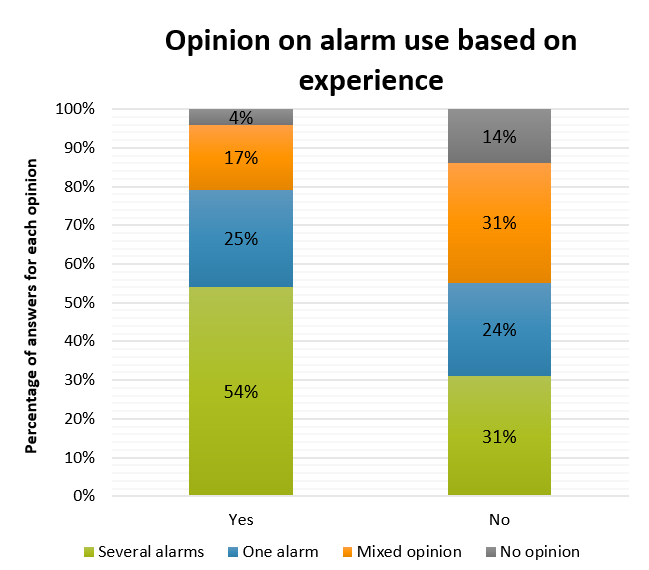 Opinion on alarm use based on
experience
Percentage of answers for each opinion
100%
90%
80%
70%
60%
50%
40%
30%
20%
10%
0%
4%
17%
25%
54%
14%
31%
24%
31%
Yes
No
Several alarms
One alarm
Mixed opinion
No opinion